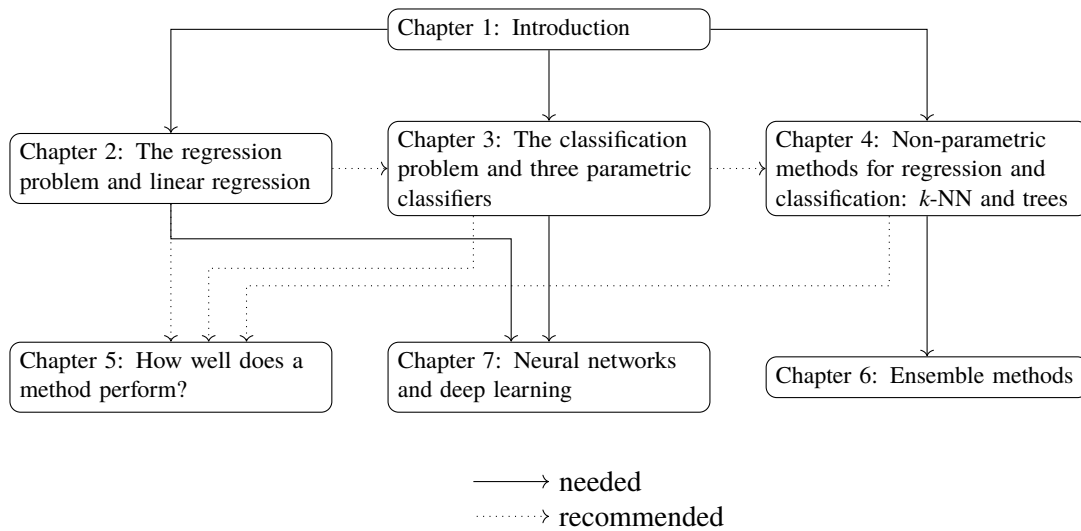 Chapter 1: Introduction
Chapter 2: The regression
problem and linear regression
Chapter 3: The classification
problem and three parametric
classifiers
Chapter 4: Non-parametric
methods for regression and
classification: k-NN and trees
Chapter 5: How well does a
method perform?
Chapter 7: Neural networks
and deep learning
Chapter 6: Ensemble methods
needed
recommended